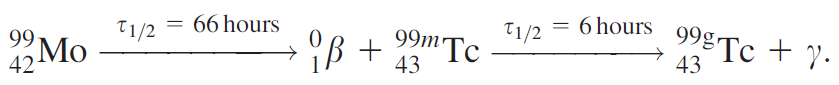 ⁹⁹₄₂Mo —τ₁/₂ = 66 hours→ ⁰₁β + ⁹⁹ᵐ₄₃Tc —τ₁/₂ = 6 hours→ ⁹⁹ᵍ₄₃Tc + γ.